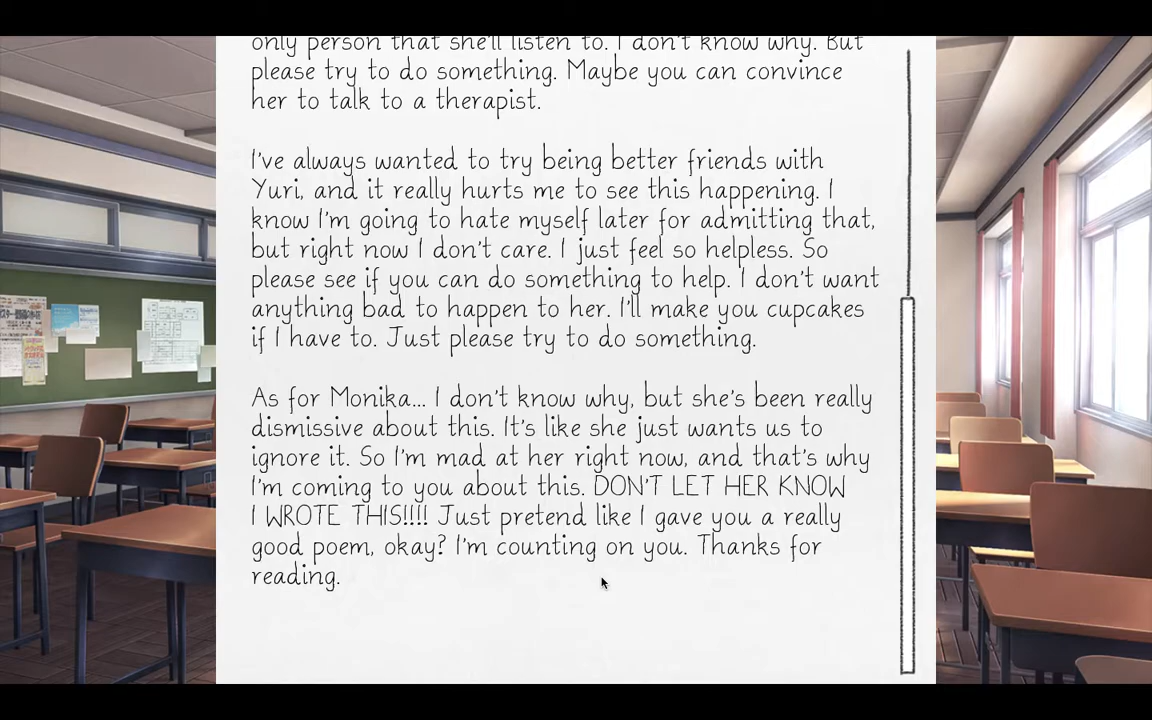 only person that she'll listen to. I don't know why. But
please try to do something. Maybe you can convince
her to talk to a therapist.
I've always wanted to try being better friends with
Yuri, and it really hurts me to see this happening. I
know I'm going to hate myself later for admitting that,
but right now I don't care. I just feel so helpless. So
please see if you can do something to help. I don't want
anything bad to happen to her. I'll make you cupcakes
if I have to. Just please try to do something.
As for Monika... I don't know why, but she's been really
dismissive about this. It's like she just wants us to
ignore it. So I'm mad at her right now, and that's why
I'm coming to you about this. DON'T LET HER KNOW
I WROTE THIS!!!! Just pretend like I gave you a really
good poem, okay? I'm counting on you. Thanks for
reading.